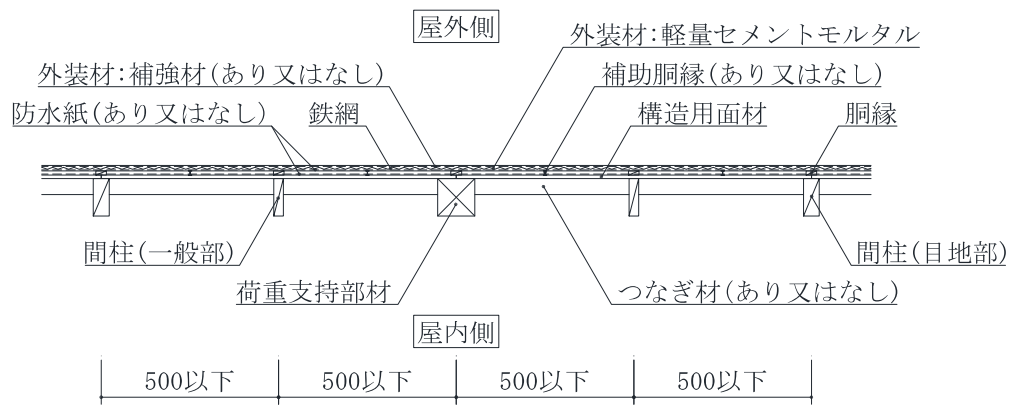 屋外側
外装材:軽量セメントモルタル
外装材:補強材(あり又はなし)
補助胴縁(あり又はなし)
防水紙(あり又はなし)
鉄網
構造用面材
胴縁
間柱(一般部)
間柱(目地部)
荷重支持部材
つなぎ材(あり又はなし)
屋内側
500以下
500以下
500以下
500以下